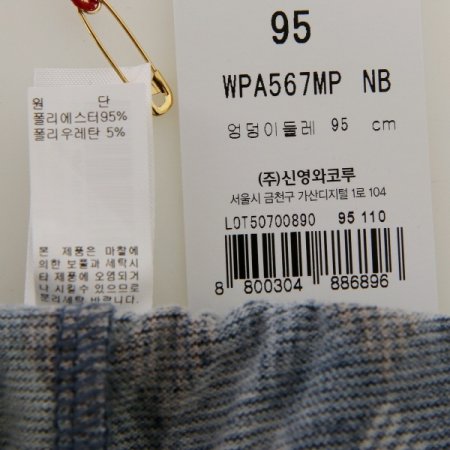 원 단
폴리에스터95%
폴리우레탄 5%
본 제품은 마찰에
의한 보풀과 세탁시
타 제품에 오염되거
나 시킬수 있으므로
분리세탁 바랍니다.
95
WPA567MP NB
엉덩이둘레 95 cm
(주)신영와코루
서울시 금천구 가산디지털 1로 104
LOT50700890 95 110
8 800304 886896